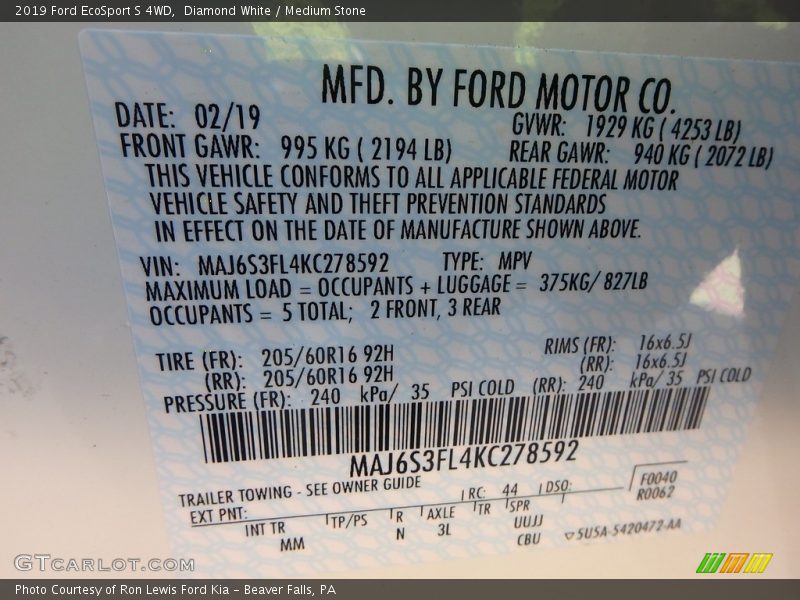 2019 Ford EcoSport S 4WD,  Diamond White / Medium Stone
MFD. BY FORD MOTOR CO.
DATE: 02/19 GVWR: 1929 KG ( 4253 LB)
FRONT GAWR: 995 KG ( 2194 LB) REAR GAWR: 940 KG ( 2072 LB)
THIS VEHICLE CONFORMS TO ALL APPLICABLE FEDERAL MOTOR
VEHICLE SAFETY AND THEFT PREVENTION STANDARDS
IN EFFECT ON THE DATE OF MANUFACTURE SHOWN ABOVE.
VIN: MAJ6S3FL4KC278592 TYPE: MPV
MAXIMUM LOAD = OCCUPANTS + LUGGAGE = 375KG/ 827LB
OCCUPANTS = 5 TOTAL; 2 FRONT, 3 REAR
TIRE (FR): 205/60R16 92H RIMS (FR): 16x6.5J
(RR): 205/60R16 92H (RR): 16x6.5J
PRESSURE (FR): 240 kPa/ 35 PSI COLD (RR): 240 kPa/ 35 PSI COLD
MAJ6S3FL4KC278592
TRAILER TOWING - SEE OWNER GUIDE
EXT PNT: RC: 44 DSO: F0040
R0062
INT TR TP/PS R AXLE TR SPR
MM N 3L UUJJ
CBU 5U5A-5420472-AA
GTCARCOT.COM
Photo Courtesy of Ron Lewis Ford Kia – Beaver Falls, PA